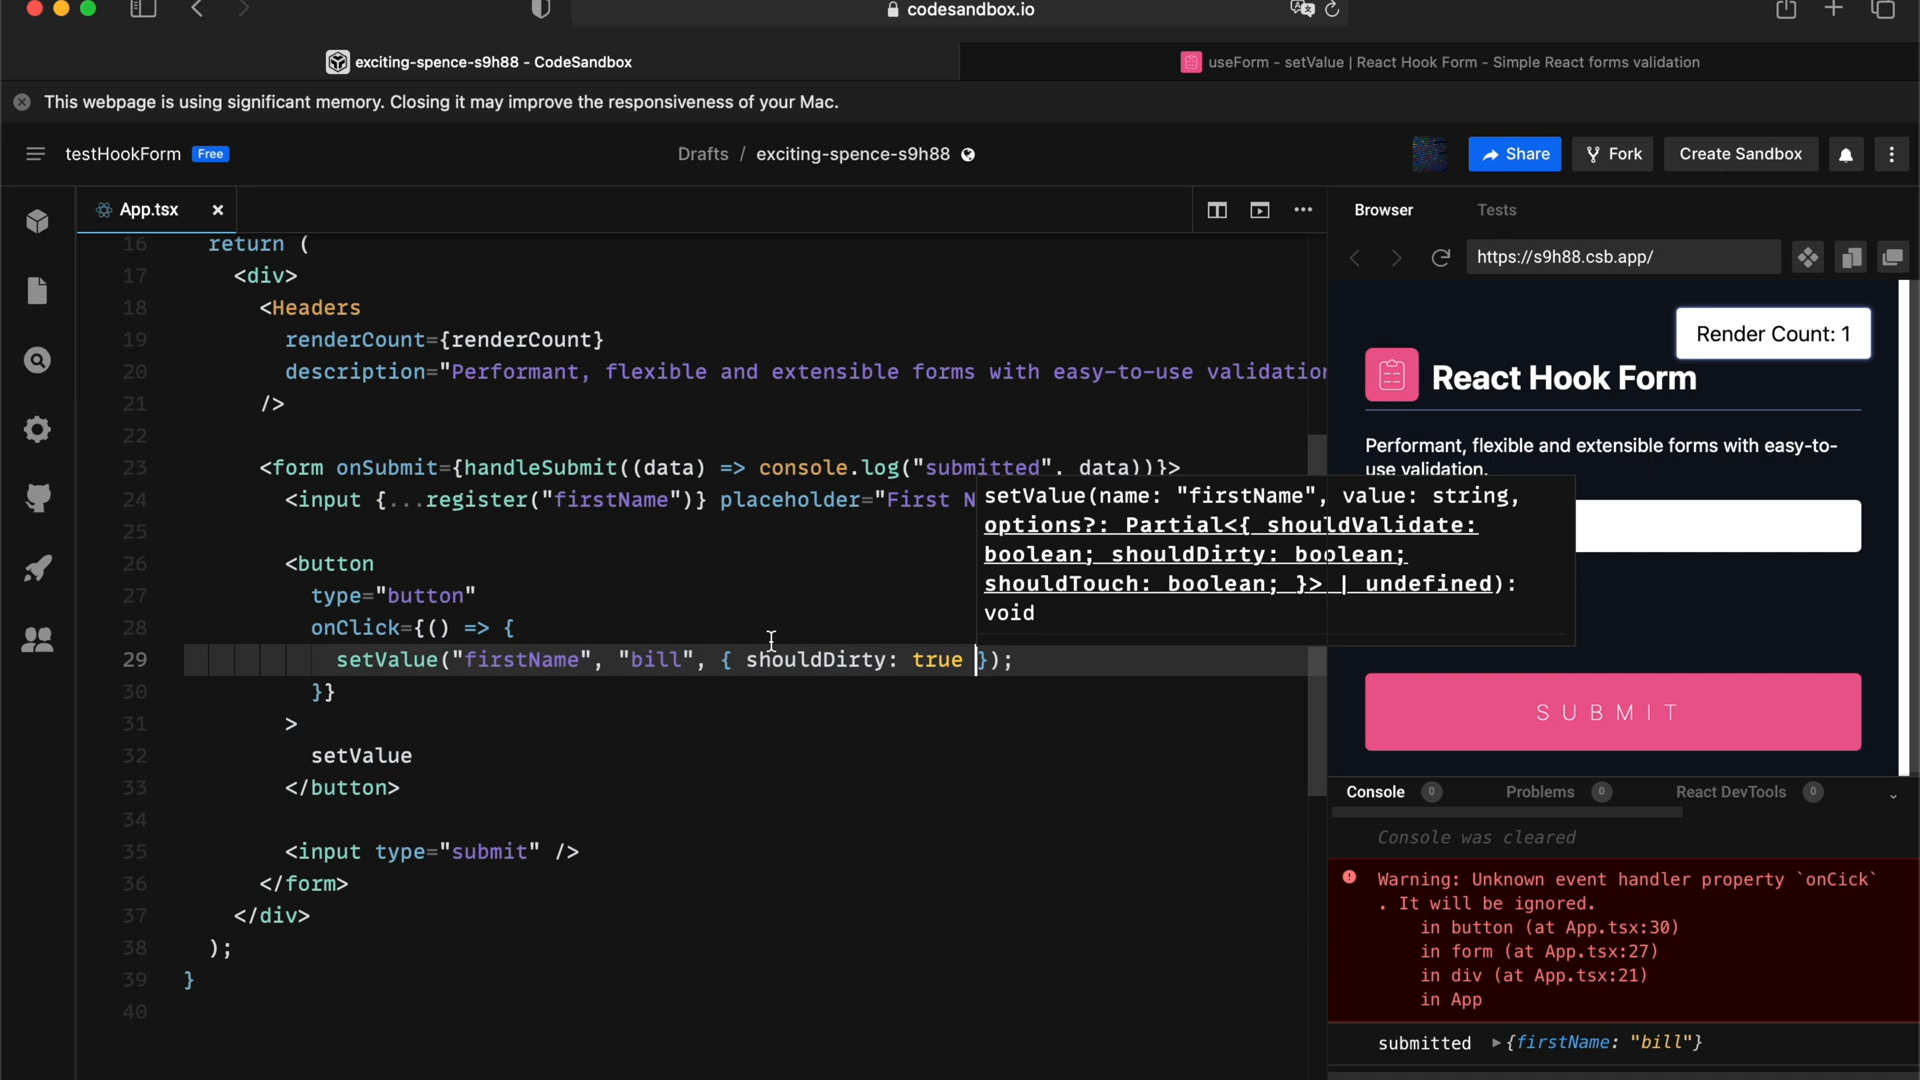 codesandbox.io
exciting-spence-s9h88 - CodeSandbox
useForm - setValue | React Hook Form - Simple React forms validation
This webpage is using significant memory. Closing it may improve the responsiveness of your Mac.
testHookForm Free
Drafts / exciting-spence-s9h88
Share Fork Create Sandbox
App.tsx
Browser Tests
https://s9h88.csb.app/
16 return (
17 <div>
18 <Headers
19 renderCount={renderCount}
20 description="Performant, flexible and extensible forms with easy-to-use validation
21 />
22
23 <form onSubmit={handleSubmit((data) => console.log("submitted", data))}>
24 <input {...register("firstName")} placeholder="First N
25
26 <button
27 type="button"
28 onClick={() => {
29 setValue("firstName", "bill", { shouldDirty: true });
30 }}
31 >
32 setValue
33 </button>
34
35 <input type="submit" />
36 </form>
37 </div>
38 );
39 }
40
setValue(name: "firstName", value: string,
options?: Partial<{ shouldValidate:
boolean; shouldDirty: boolean;
shouldTouch: boolean; }> | undefined):
void
Render Count: 1
React Hook Form
Performant, flexible and extensible forms with easy-to-
use validation.
SUBMIT
Console 0 Problems 0 React DevTools 0
Console was cleared
Warning: Unknown event handler property `onCick`
. It will be ignored.
in button (at App.tsx:30)
in form (at App.tsx:27)
in div (at App.tsx:21)
in App
submitted ▸{firstName: "bill"}